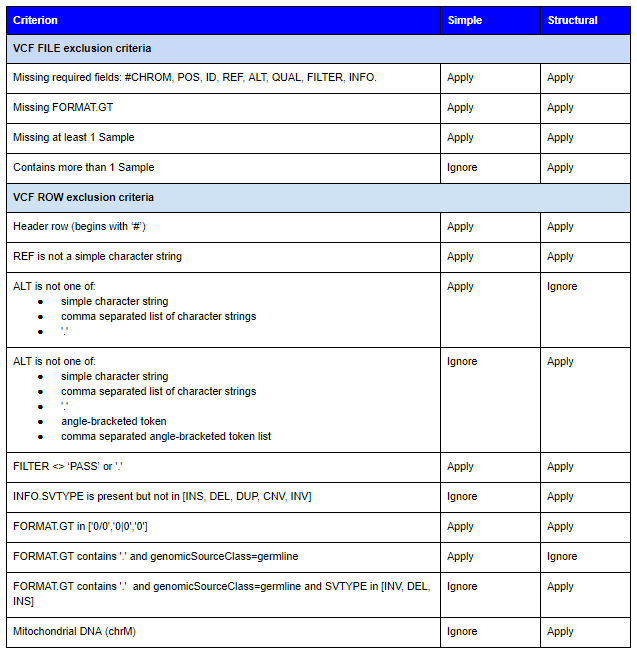 Criterion Simple Structural
VCF FILE exclusion criteria
Missing required fields: #CHROM, POS, ID, REF, ALT, QUAL, FILTER, INFO. Apply Apply
Missing FORMAT.GT Apply Apply
Missing at least 1 Sample Apply Apply
Contains more than 1 Sample Ignore Apply
VCF ROW exclusion criteria
Header row (begins with ‘#’) Apply Apply
REF is not a simple character string Apply Apply
ALT is not one of: Apply Ignore
● simple character string
● comma separated list of character strings
● '.'
ALT is not one of: Ignore Apply
● simple character string
● comma separated list of character strings
● '.'
● angle-bracketed token
● comma separated angle-bracketed token list
FILTER <> ‘PASS’ or '.' Apply Apply
INFO.SVTYPE is present but not in [INS, DEL, DUP, CNV, INV] Ignore Apply
FORMAT.GT in ['0/0','0|0','0'] Apply Apply
FORMAT.GT contains '.' and genomicSourceClass=germline Apply Ignore
FORMAT.GT contains '.' and genomicSourceClass=germline and SVTYPE in [INV, DEL, Ignore Apply
INS]
Mitochondrial DNA (chrM) Ignore Apply